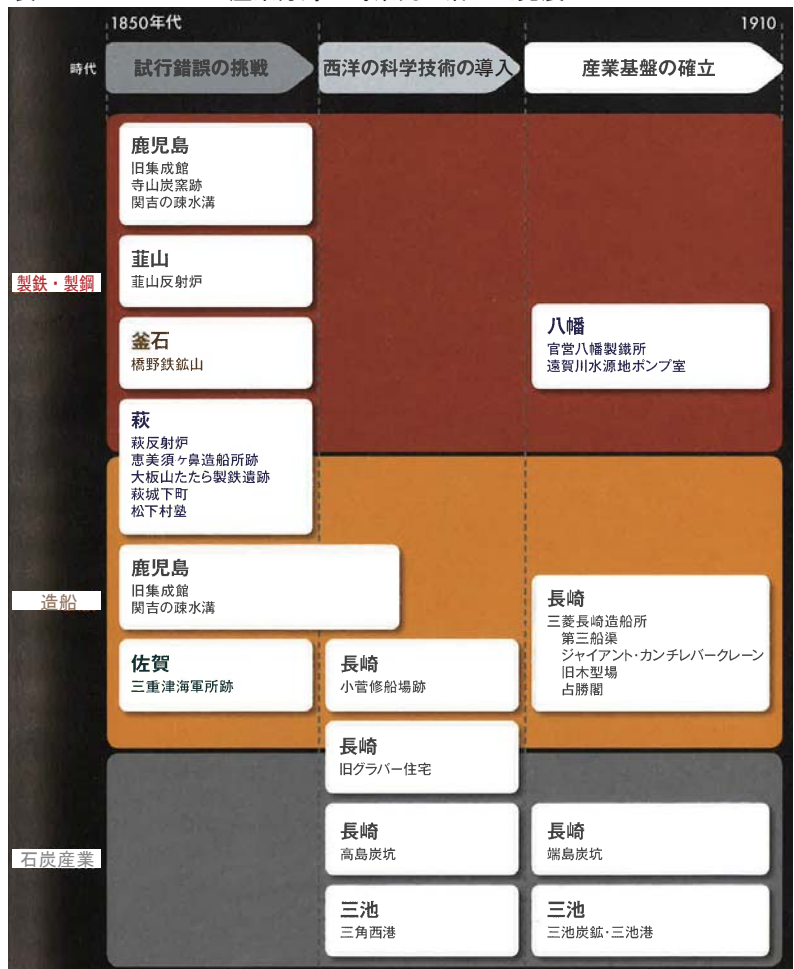 1850年代
1910
時代
試行錯誤の挑戦
西洋の科学技術の導入
産業基盤の確立
製鉄・製鋼
鹿児島
旧集成館
寺山炭窯跡
関吉の疎水溝
韮山
韮山反射炉
釜石
橋野鉄鉱山
八幡
官営八幡製鐵所
遠賀川水源地ポンプ室
萩
萩反射炉
恵美須ヶ鼻造船所跡
大板山たたら製鉄遺跡
萩城下町
松下村塾
造船
鹿児島
旧集成館
関吉の疎水溝
佐賀
三重津海軍所跡
長崎
小菅修船場跡
長崎
三菱長崎造船所
第三船渠
ジャイアント・カンチレバークレーン
旧木型場
占勝閣
長崎
旧グラバー住宅
石炭産業
長崎
高島炭坑
長崎
端島炭坑
三池
三角西港
三池
三池炭鉱・三池港